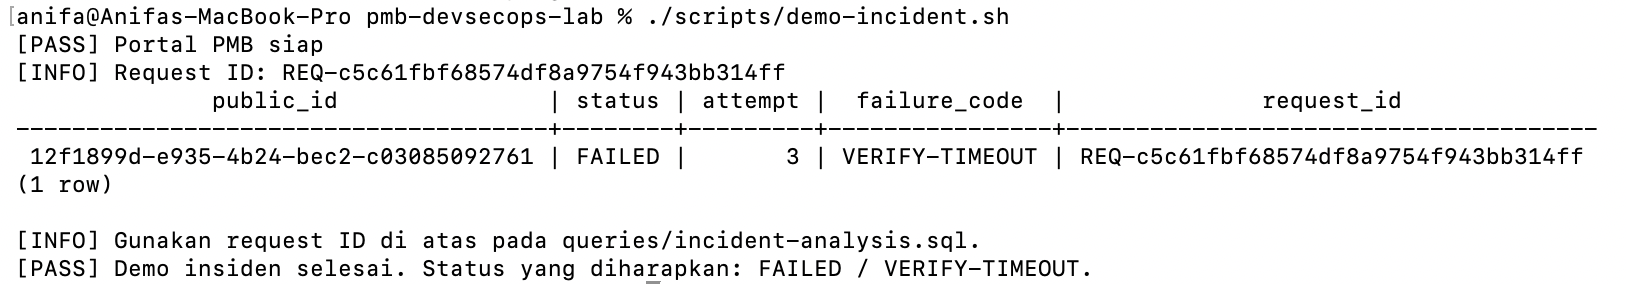 [anifa@Anifas-MacBook-Pro pmb-devsecops-lab % ./scripts/demo-incident.sh
[PASS] Portal PMB siap
[INFO] Request ID: REQ-c5c61fbf68574df8a9754f943bb314ff
public_id | status | attempt | failure_code | request_id
--------------------------------------+--------+---------+----------------+--------------------------------------
12f1899d-e935-4b24-bec2-c03085092761 | FAILED | 3 | VERIFY-TIMEOUT | REQ-c5c61fbf68574df8a9754f943bb314ff
(1 row)
[INFO] Gunakan request ID di atas pada queries/incident-analysis.sql.
[PASS] Demo insiden selesai. Status yang diharapkan: FAILED / VERIFY-TIMEOUT.